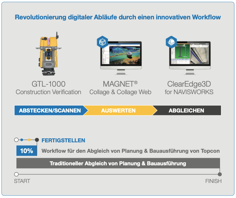 Revolutionierung digitaler Abläufe durch einen innovativen Workflow
GTL-1000
Construction Verification
MAGNET®
Collage & Collage Web
ClearEdge3D
for NAVISWORKS
ABSTECKEN/SCANNEN
AUSWERTEN
ABGLEICHEN
FERTIGSTELLEN
10%
Workflow für den Abgleich von Planung & Bauausführung von Topcon
Traditioneller Abgleich von Planung & Bauausführung
START
FINISH